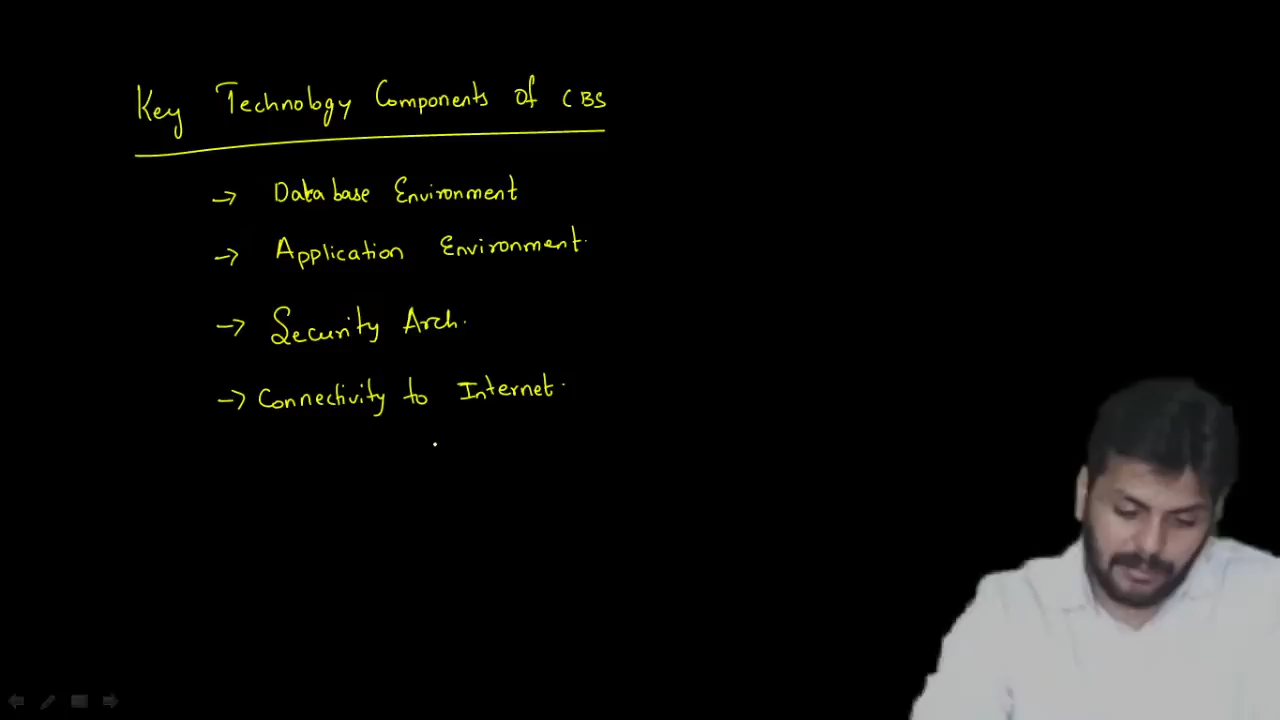 Key Technology Components Of CBS
→ Database Environment
→ Application Environment.
→ Security Arch.
→ Connectivity to Internet.